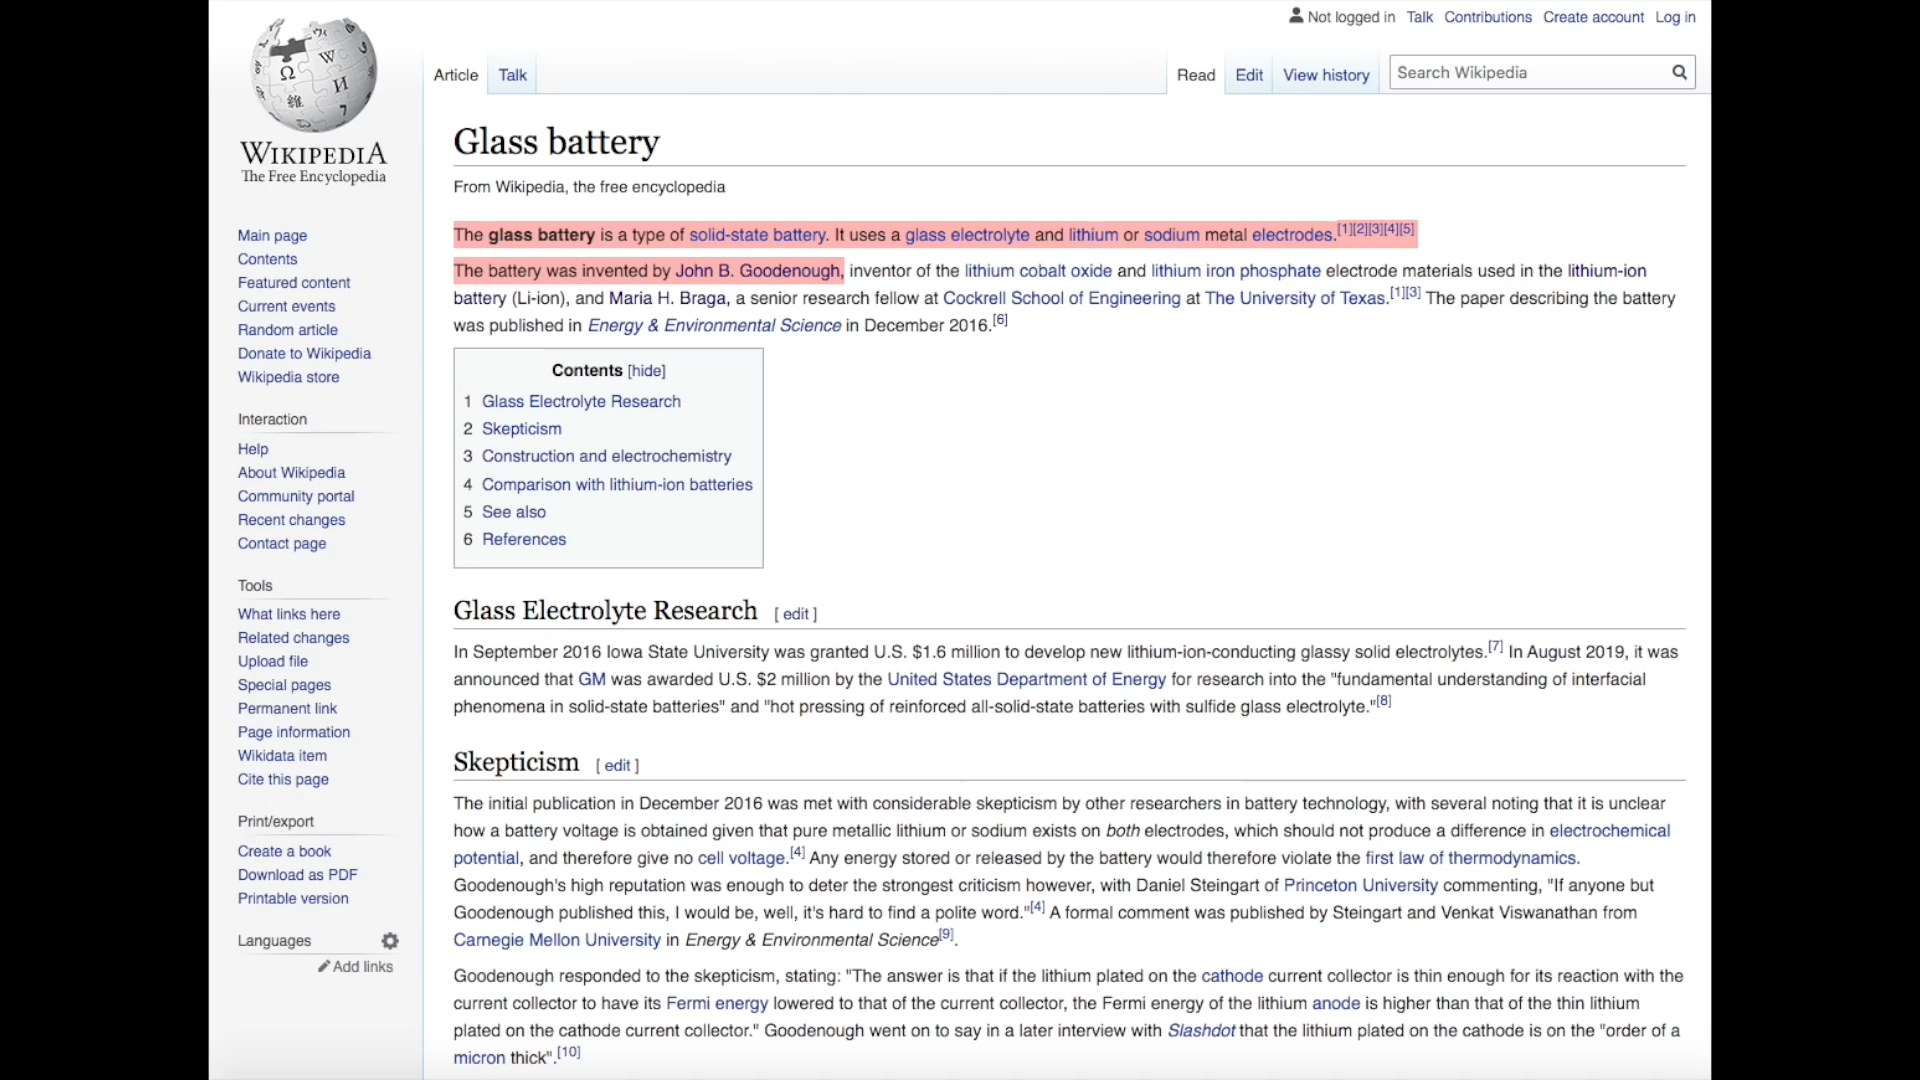 Not logged in Talk Contributions Create account Log in
Article Talk Read Edit View history Search Wikipedia
WIKIPEDIA
The Free Encyclopedia
Main page
Contents
Featured content
Current events
Random article
Donate to Wikipedia
Wikipedia store
Interaction
Help
About Wikipedia
Community portal
Recent changes
Contact page
Tools
What links here
Related changes
Upload file
Special pages
Permanent link
Page information
Wikidata item
Cite this page
Print/export
Create a book
Download as PDF
Printable version
Languages
Add links
Glass battery
From Wikipedia, the free encyclopedia
The glass battery is a type of solid-state battery. It uses a glass electrolyte and lithium or sodium metal electrodes.[1][2][3][4][5]
The battery was invented by John B. Goodenough, inventor of the lithium cobalt oxide and lithium iron phosphate electrode materials used in the lithium-ion
battery (Li-ion), and Maria H. Braga, a senior research fellow at Cockrell School of Engineering at The University of Texas.[1][3] The paper describing the battery
was published in Energy & Environmental Science in December 2016.[6]
Contents [hide]
1 Glass Electrolyte Research
2 Skepticism
3 Construction and electrochemistry
4 Comparison with lithium-ion batteries
5 See also
6 References
Glass Electrolyte Research [ edit ]
In September 2016 Iowa State University was granted U.S. $1.6 million to develop new lithium-ion-conducting glassy solid electrolytes.[7] In August 2019, it was
announced that GM was awarded U.S. $2 million by the United States Department of Energy for research into the "fundamental understanding of interfacial
phenomena in solid-state batteries" and "hot pressing of reinforced all-solid-state batteries with sulfide glass electrolyte."[8]
Skepticism [ edit ]
The initial publication in December 2016 was met with considerable skepticism by other researchers in battery technology, with several noting that it is unclear
how a battery voltage is obtained given that pure metallic lithium or sodium exists on both electrodes, which should not produce a difference in electrochemical
potential, and therefore give no cell voltage.[4] Any energy stored or released by the battery would therefore violate the first law of thermodynamics.
Goodenough's high reputation was enough to deter the strongest criticism however, with Daniel Steingart of Princeton University commenting, "If anyone but
Goodenough published this, I would be, well, it's hard to find a polite word."[4] A formal comment was published by Steingart and Venkat Viswanathan from
Carnegie Mellon University in Energy & Environmental Science[9].
Goodenough responded to the skepticism, stating: "The answer is that if the lithium plated on the cathode current collector is thin enough for its reaction with the
current collector to have its Fermi energy lowered to that of the current collector, the Fermi energy of the lithium anode is higher than that of the thin lithium
plated on the cathode current collector." Goodenough went on to say in a later interview with Slashdot that the lithium plated on the cathode is on the "order of a
micron thick".[10]